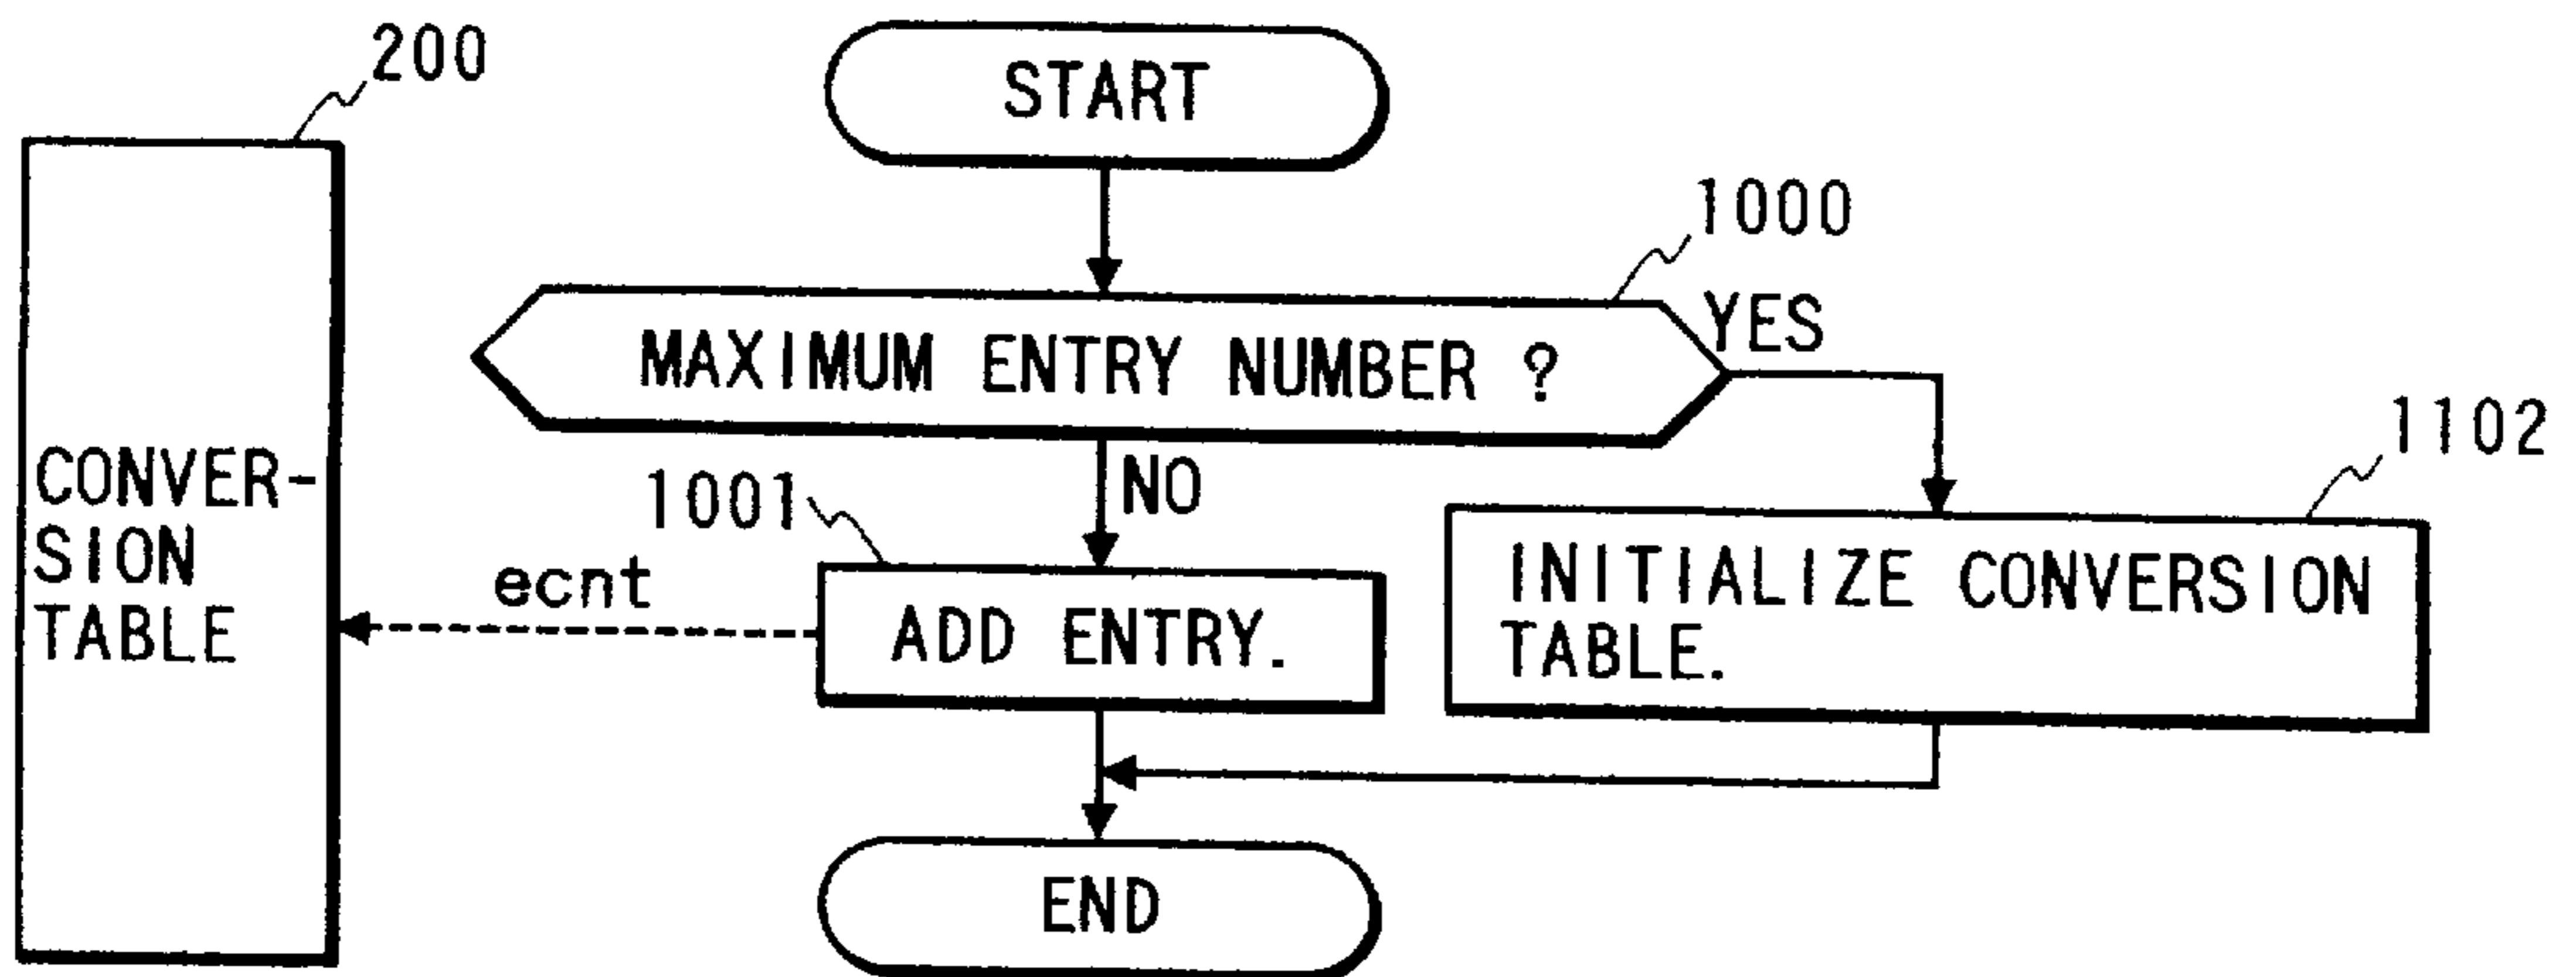 200
START
1000
MAXIMUM ENTRY NUMBER ?
YES
1102
CONVER-
SION
TABLE
1001
NO
ecnt
ADD ENTRY.
INITIALIZE CONVERSION
TABLE.
END